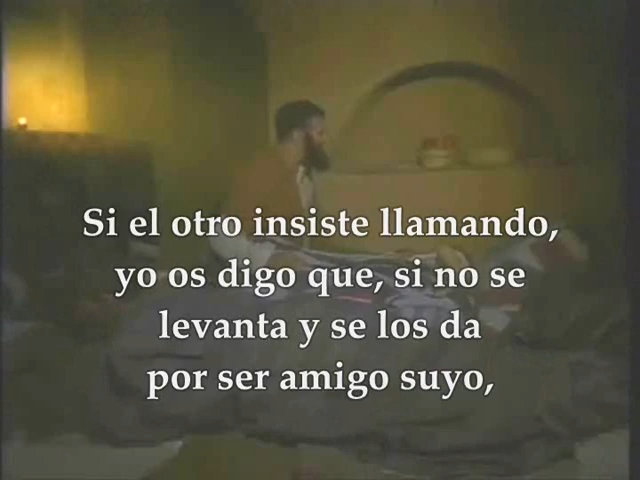 Si el otro insiste llamando,
yo os digo que, si no se
levanta y se los da
por ser amigo suyo,